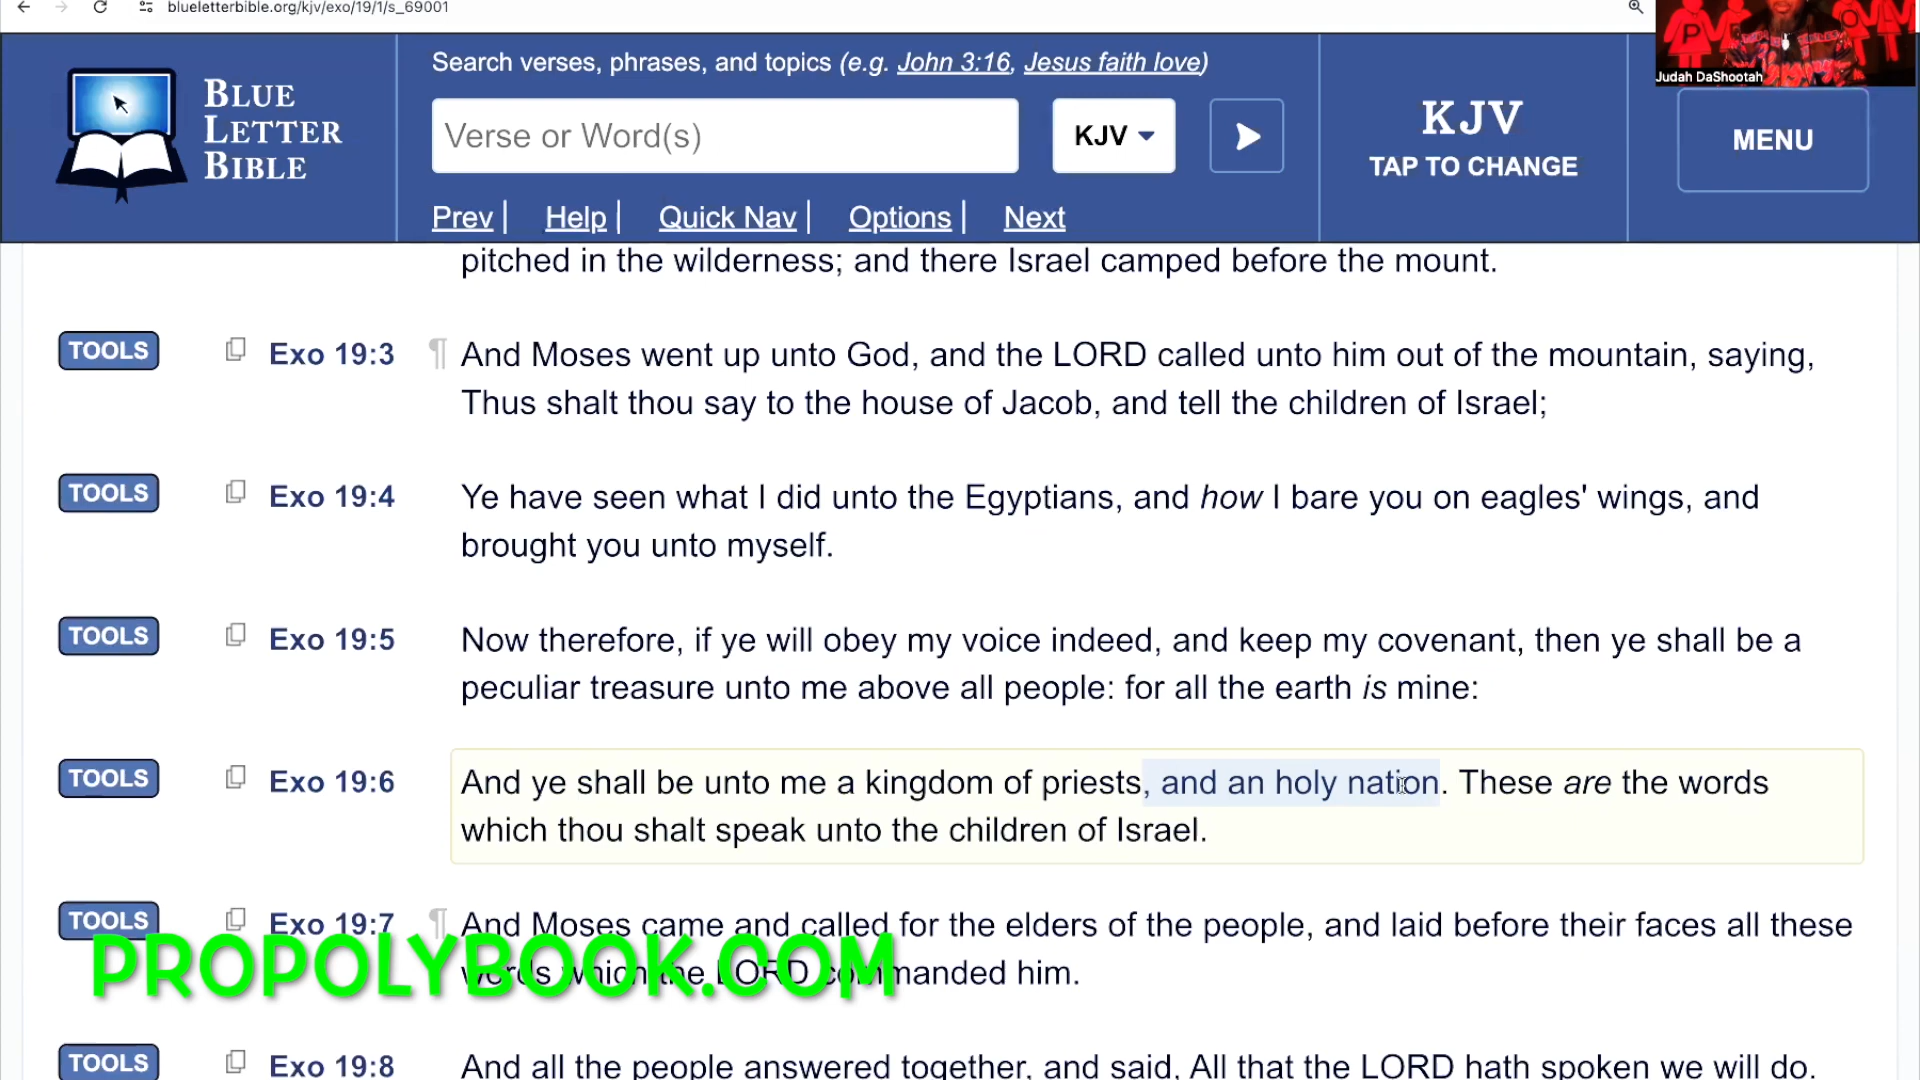 blueletterbible.org/kjv/exo/19/1/s_69001
Judah DaShootah
BLUE
LETTER
BIBLE
Search verses, phrases, and topics (e.g. John 3:16, Jesus faith love)
Verse or Word(s)
KJV
KJV
TAP TO CHANGE
MENU
Prev | Help | Quick Nav | Options | Next
pitched in the wilderness; and there Israel camped before the mount.
TOOLS Exo 19:3 ¶ And Moses went up unto God, and the LORD called unto him out of the mountain, saying,
Thus shalt thou say to the house of Jacob, and tell the children of Israel;
TOOLS Exo 19:4 Ye have seen what I did unto the Egyptians, and how I bare you on eagles' wings, and
brought you unto myself.
TOOLS Exo 19:5 Now therefore, if ye will obey my voice indeed, and keep my covenant, then ye shall be a
peculiar treasure unto me above all people: for all the earth is mine:
TOOLS Exo 19:6 And ye shall be unto me a kingdom of priests, and an holy nation. These are the words
which thou shalt speak unto the children of Israel.
TOOLS Exo 19:7 ¶ And Moses came and called for the elders of the people, and laid before their faces all these
words which the LORD commanded him.
PROPOLYBOOK.COM
TOOLS Exo 19:8 And all the people answered together, and said, All that the LORD hath spoken we will do.